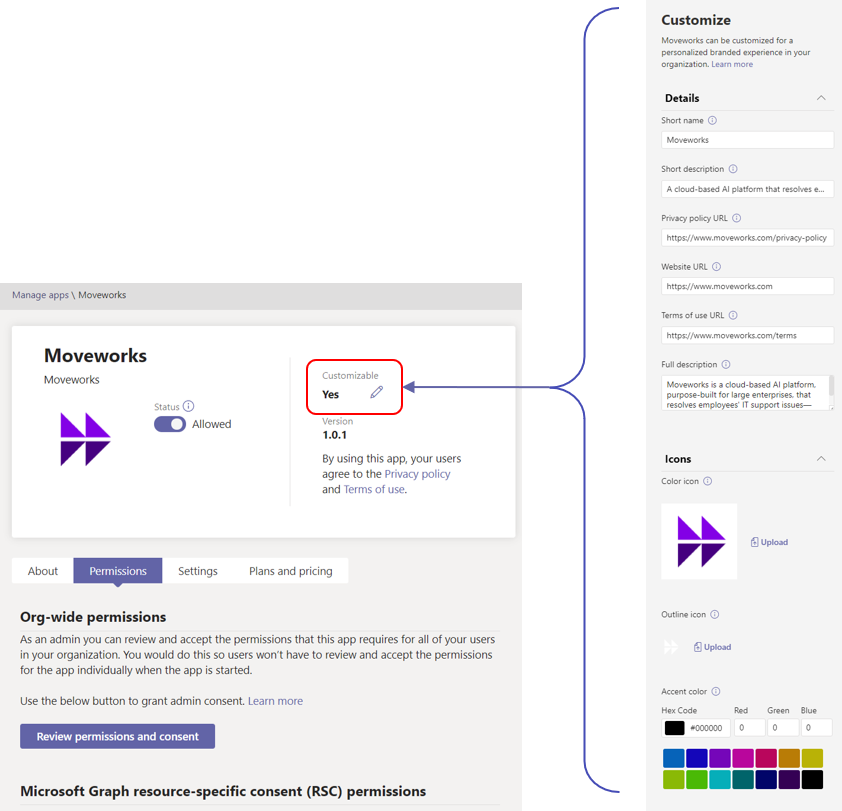 Manage apps \ Moveworks
Moveworks
Moveworks
Status
Allowed
Customizable
Yes
Version
1.0.1
By using this app, your users
agree to the Privacy policy
and Terms of use.
About
Permissions
Settings
Plans and pricing
Org-wide permissions
As an admin you can review and accept the permissions that this app requires for all of your users
in your organization. You would do this so users won't have to review and accept the permissions
for the app individually when the app is started.
Use the below button to grant admin consent. Learn more
Review permissions and consent
Microsoft Graph resource-specific consent (RSC) permissions
Customize
Moveworks can be customized for a
personalized branded experience in your
organization. Learn more
Details
Short name
Moveworks
Short description
A cloud-based AI platform that resolves e...
Privacy policy URL
https://www.moveworks.com/privacy-policy
Website URL
https://www.moveworks.com
Terms of use URL
https://www.moveworks.com/terms
Full description
Moveworks is a cloud-based AI platform,
purpose-built for large enterprises, that
resolves employees' IT support issues—
Icons
Color icon
Upload
Outline icon
Upload
Accent color
Hex Code
Red
Green
Blue
#000000
0
0
0